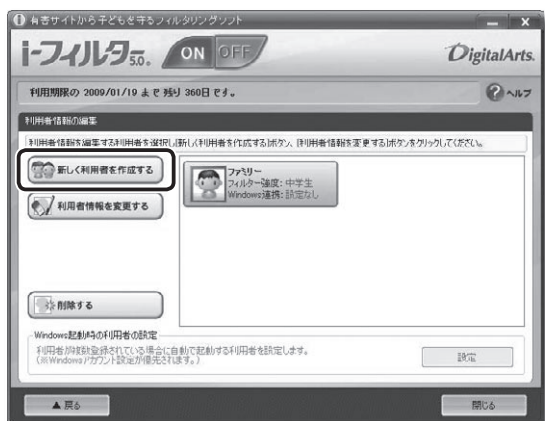 有害サイトから子どもを守るフィルタリングソフト
i-フィルター5.0. ON OFF DigitalArts.
利用期限の 2009/01/19 まで 残り 360日 です。 ヘルプ
利用者情報の編集
利用者情報を編集する利用者を選択し[新しく利用者を作成する]ボタン、[利用者情報を変更する]ボタンをクリックしてください。
新しく利用者を作成する
利用者情報を変更する
ファミリー
フィルター強度: 中学生
Windows連携: 設定なし
削除する
Windows起動時の利用者の設定
利用者が複数登録されている場合に自動で起動する利用者を設定します。
(※Windowsアカウント設定が優先されます。)
設定
▲ 戻る
閉じる